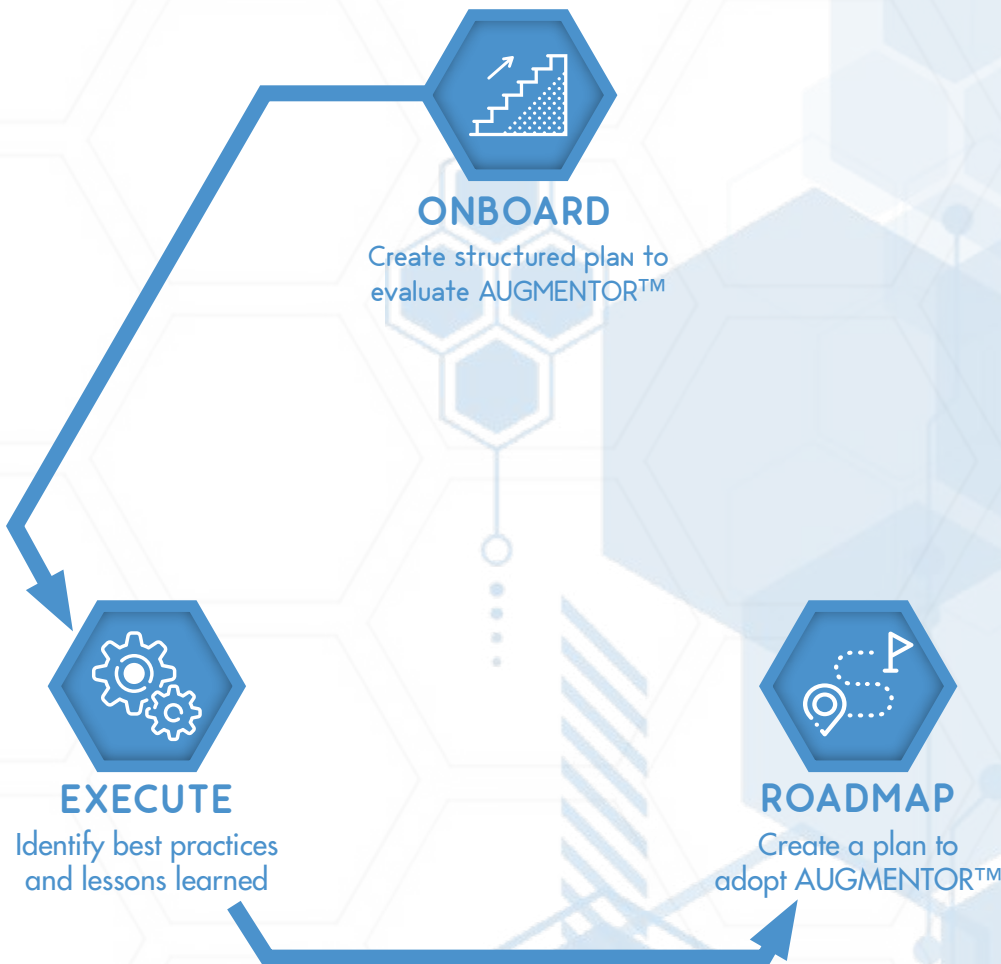 ONBOARD
Create structured plan to
evaluate AUGMENTOR™
EXECUTE
Identify best practices
and lessons learned
ROADMAP
Create a plan to
adopt AUGMENTOR™